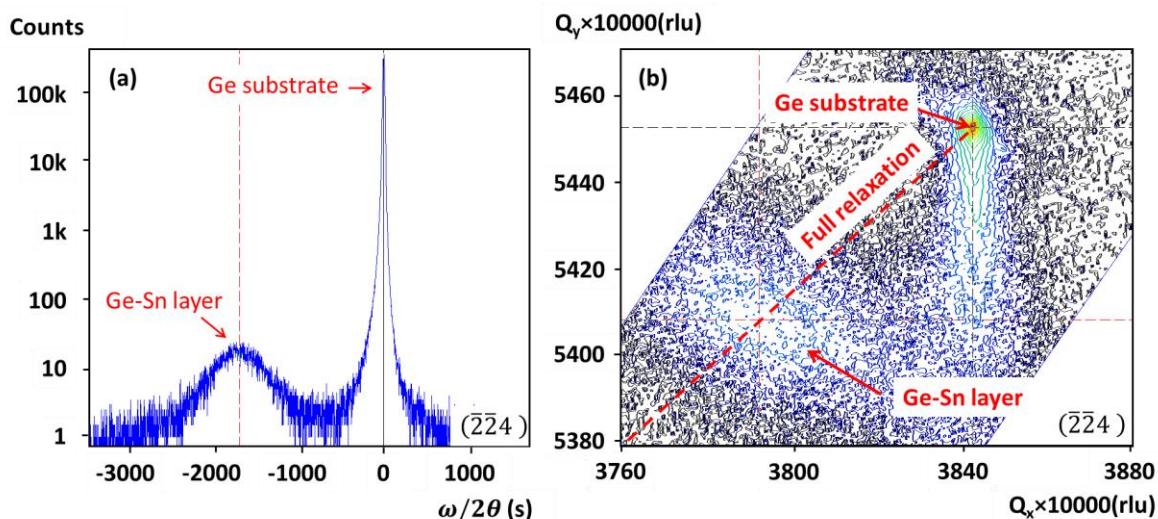 Counts
(a)
Ge substrate
100k
10k
1k
100
Ge-Sn layer
10
1
(2̅2̅4)
-3000 -2000 -1000 0 1000
ω/2θ (s)
Qy×10000(rlu)
(b)
5460
Ge substrate
5440
Full relaxation
5420
5400
Ge-Sn layer
5380
(2̅2̅4)
3760 3800 3840 3880
Qx×10000(rlu)